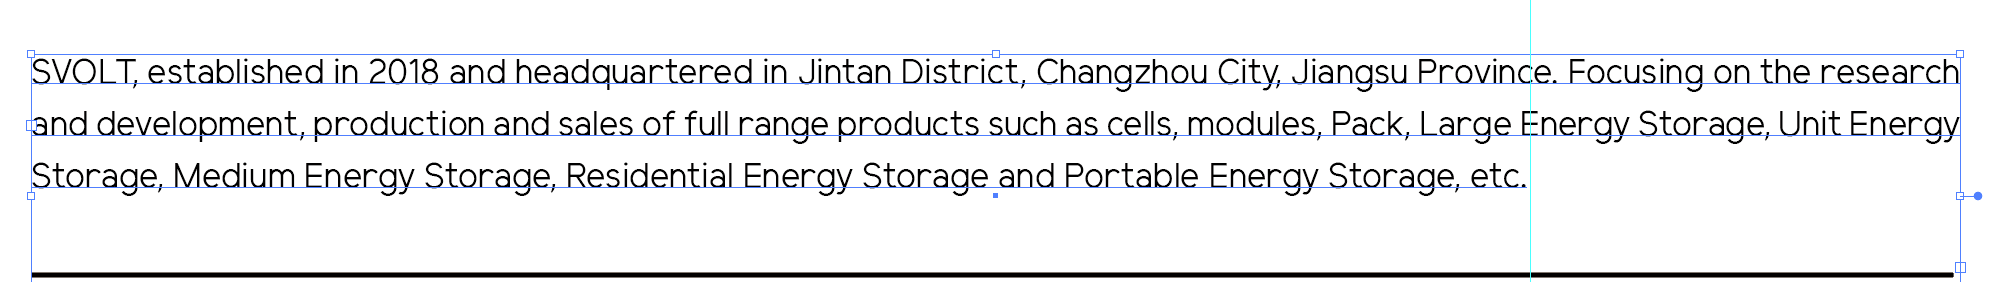 SVOLT, established in 2018 and headquartered in Jintan District, Changzhou City, Jiangsu Province. Focusing on the research
and development, production and sales of full range products such as cells, modules, Pack, Large Energy Storage, Unit Energy
Storage, Medium Energy Storage, Residential Energy Storage and Portable Energy Storage, etc.